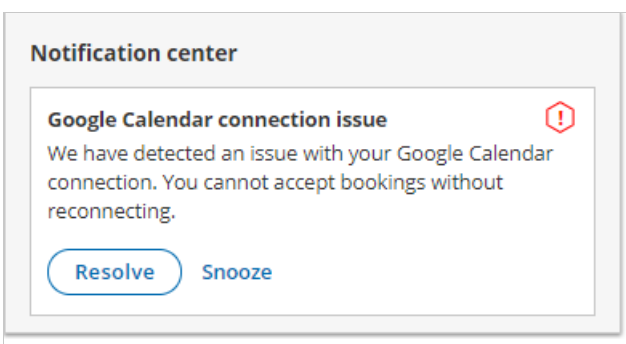 Notification center
Google Calendar connection issue
We have detected an issue with your Google Calendar
connection. You cannot accept bookings without
reconnecting.
Resolve Snooze